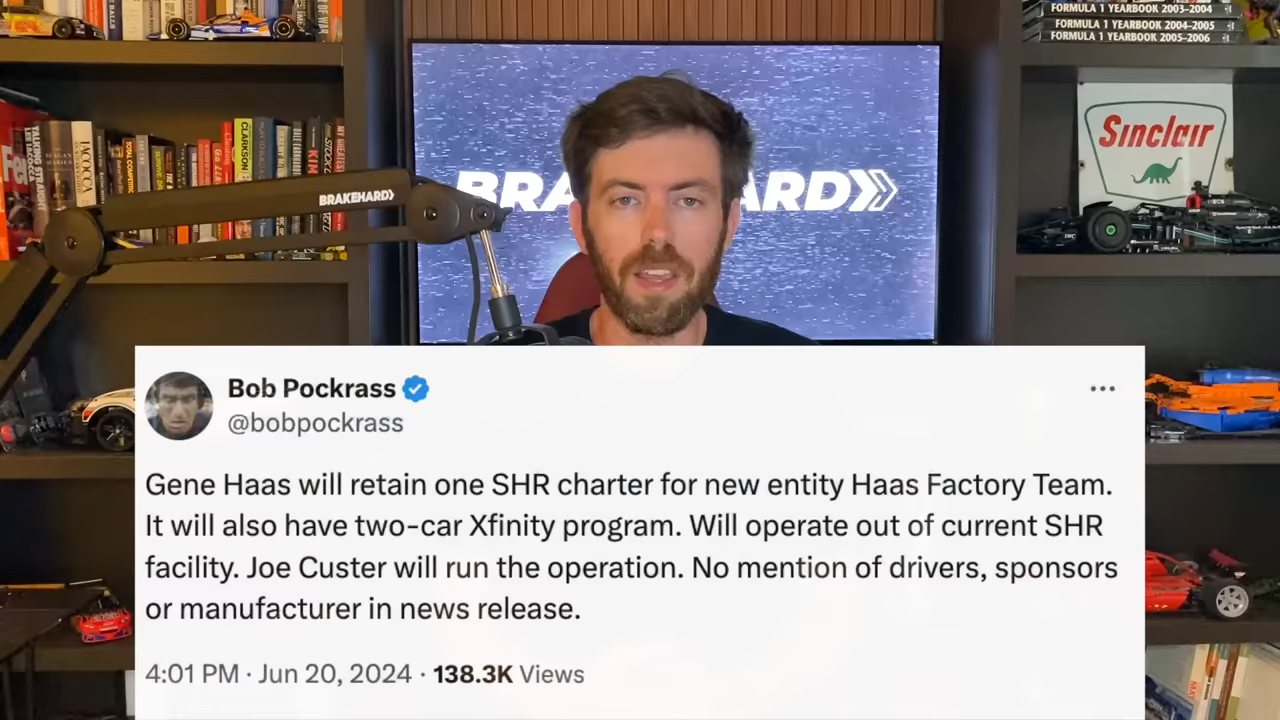 FORMULA 1 YEARBOOK 2003-2004
FORMULA 1 YEARBOOK 2004-2005
FORMULA 1 YEARBOOK 2005-2006
Sinclair
BRAKEHARD
IACOCCA
CLARKSON
BRA ARD
Bob Pockrass
@bobpockrass
Gene Haas will retain one SHR charter for new entity Haas Factory Team.
It will also have two-car Xfinity program. Will operate out of current SHR
facility. Joe Custer will run the operation. No mention of drivers, sponsors
or manufacturer in news release.
4:01 PM · Jun 20, 2024 · 138.3K Views